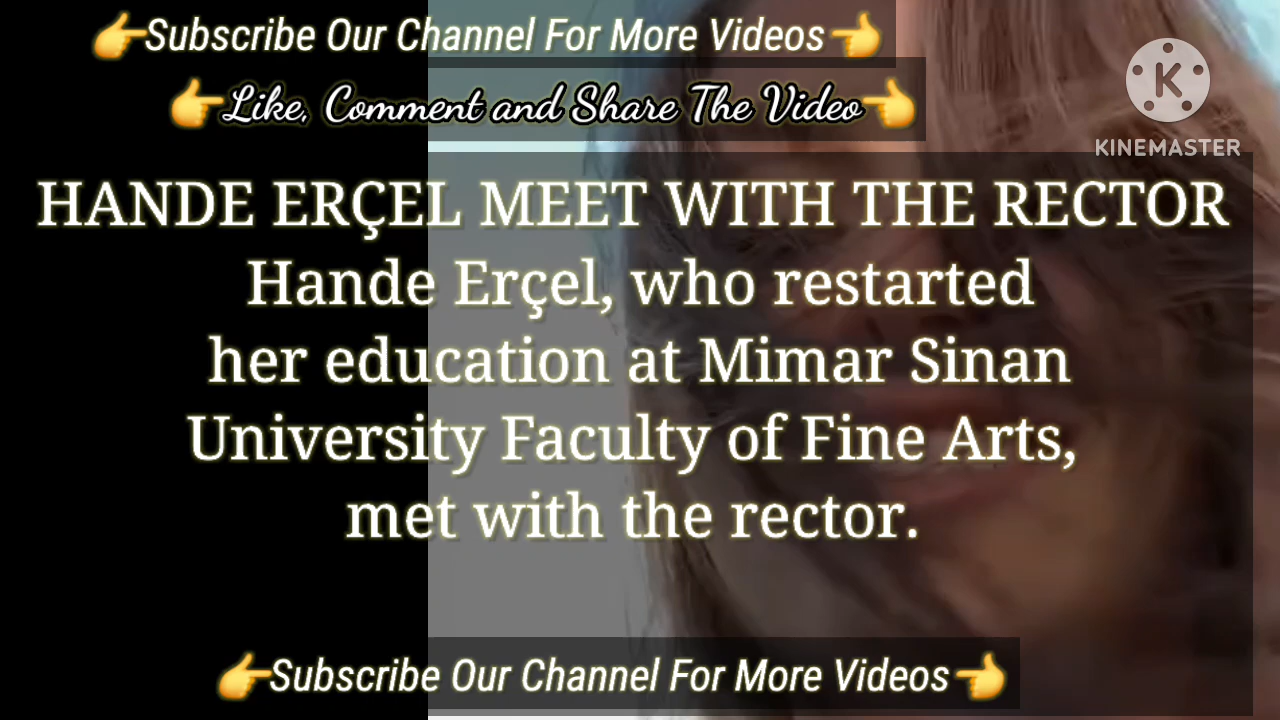 👉Subscribe Our Channel For More Videos👈
👉Like, Comment and Share The Video👈
K
KINEMASTER
HANDE ERÇEL MEET WITH THE RECTOR
Hande Erçel, who restarted
her education at Mimar Sinan
University Faculty of Fine Arts,
met with the rector.
👉Subscribe Our Channel For More Videos👈